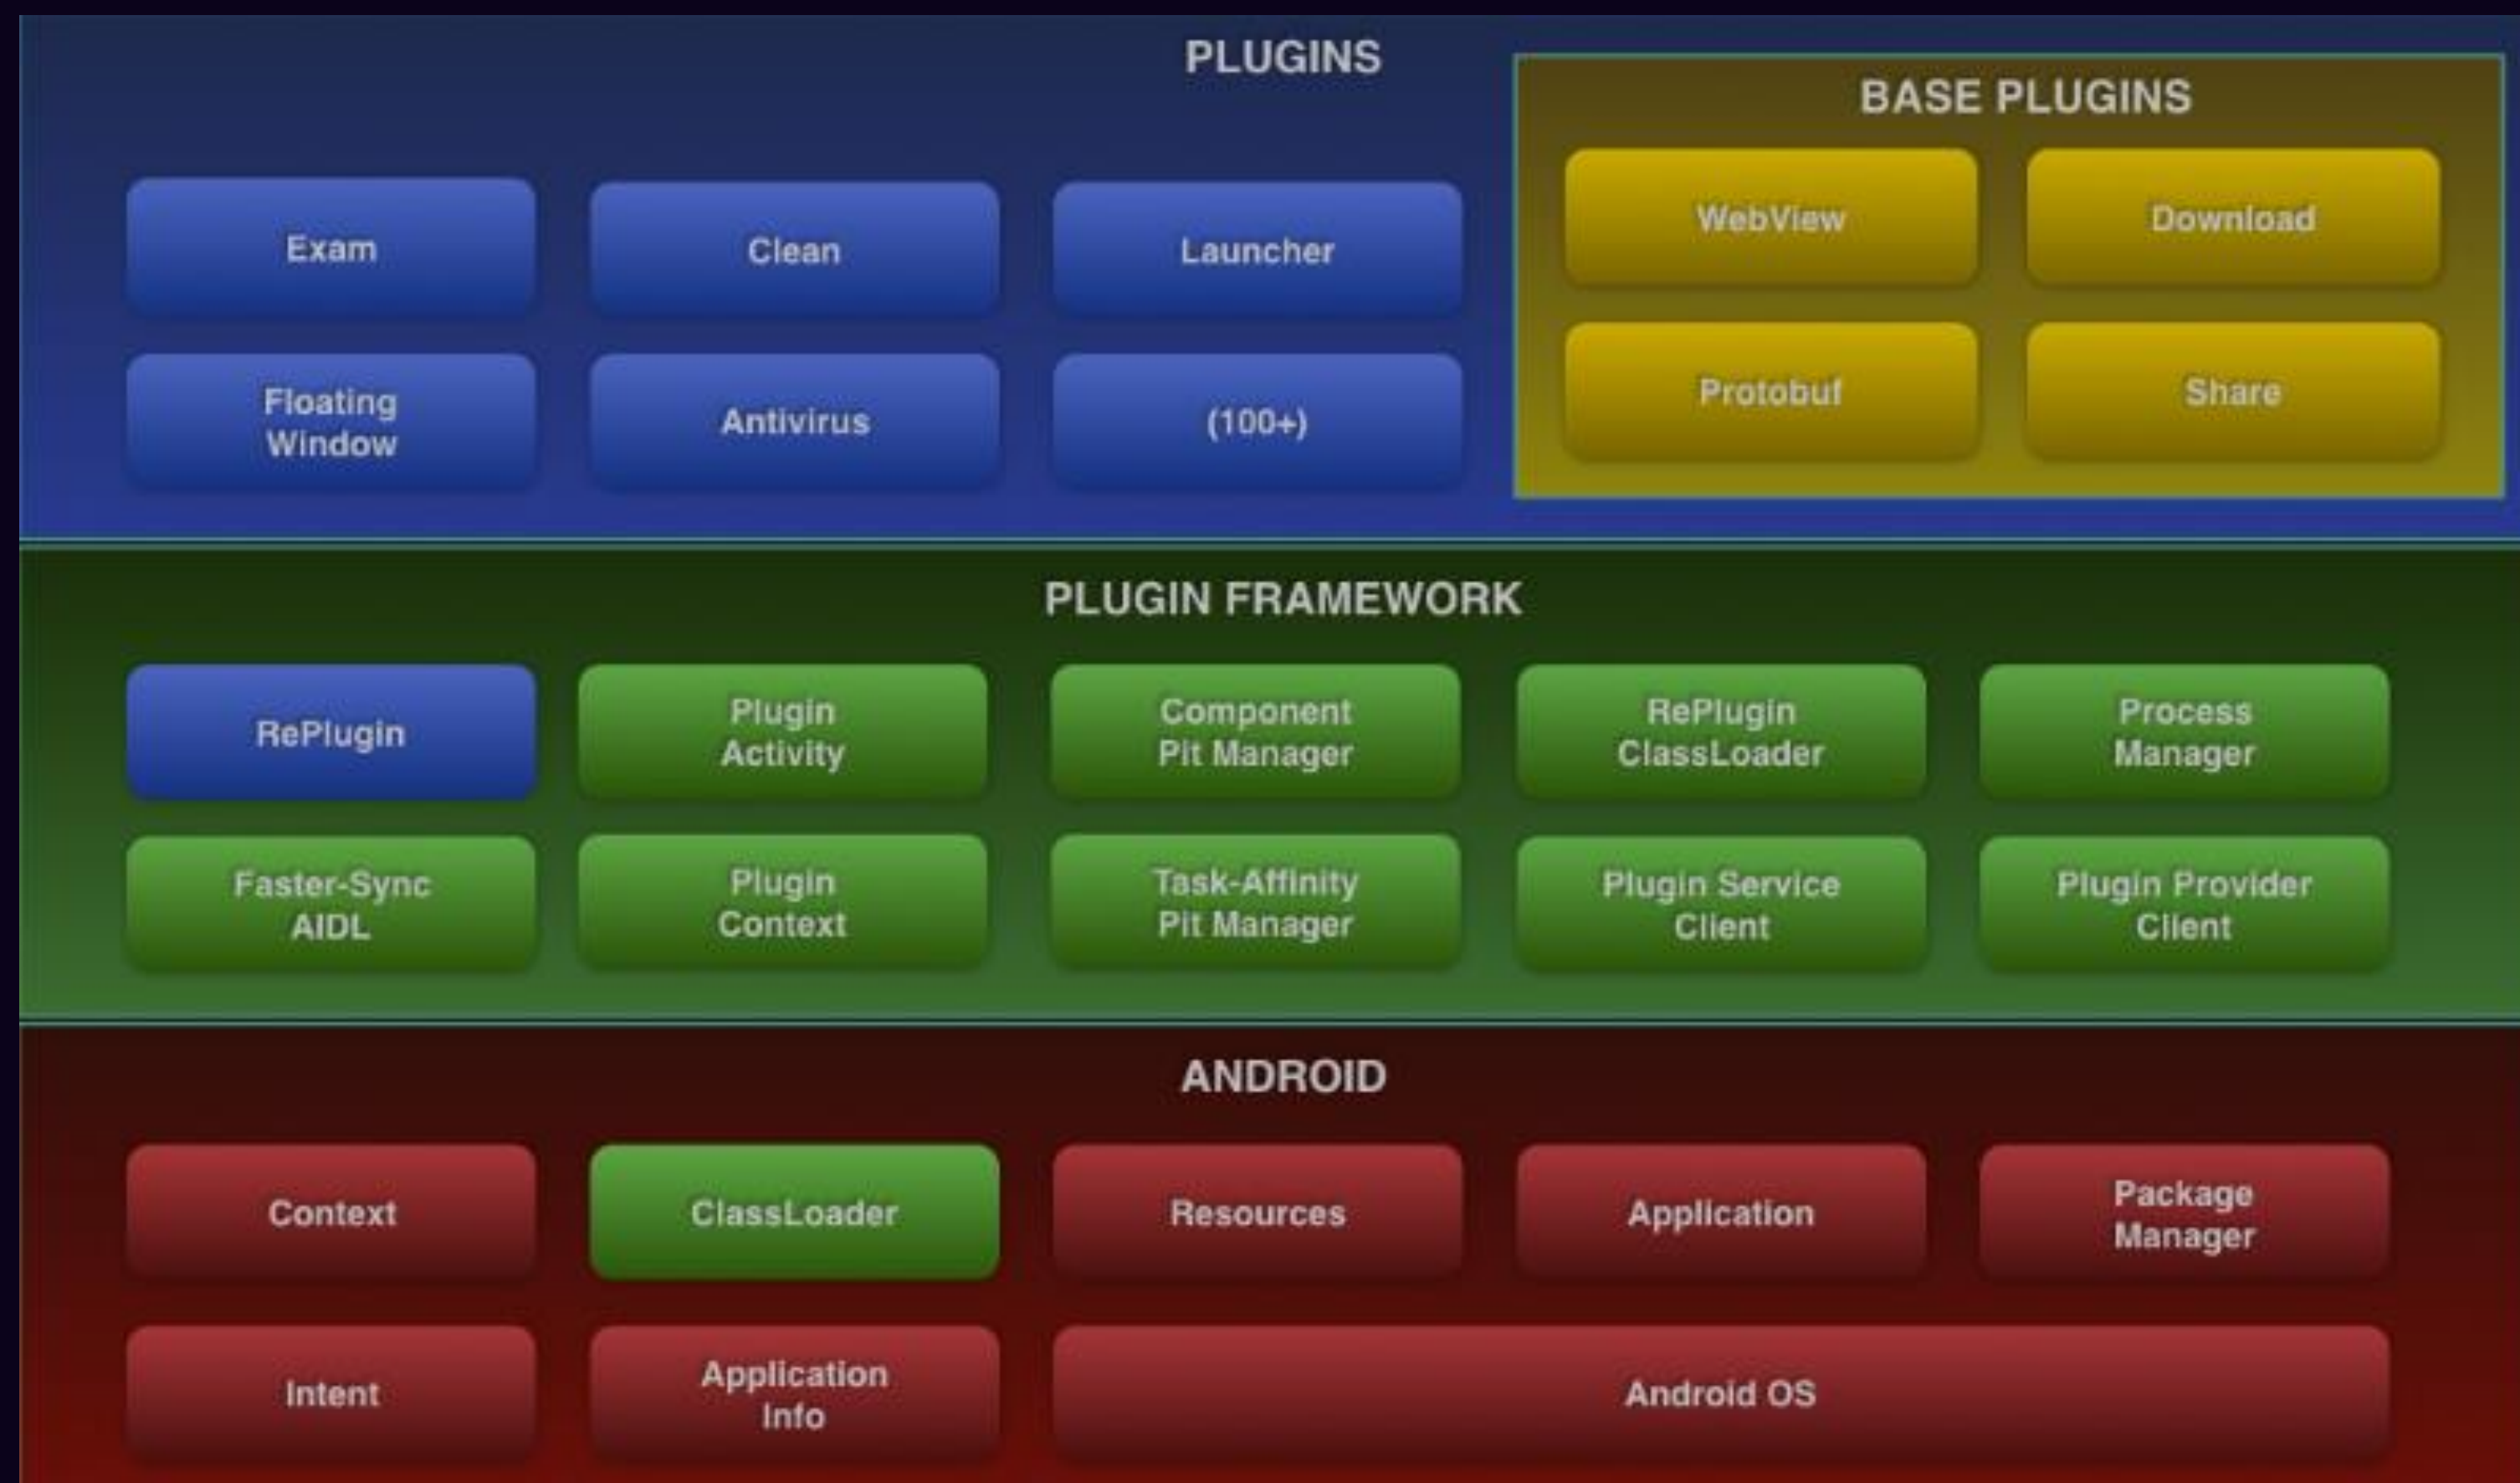 PLUGINS
BASE PLUGINS
WebView
Download
Exam
Clean
Launcher
Protobuf
Share
Floating
Window
Antivirus
(100+)
PLUGIN FRAMEWORK
RePlugin
Plugin
Activity
Component
Pit Manager
RePlugin
ClassLoader
Process
Manager
Faster-Sync
AIDL
Plugin
Context
Task-Affinity
Pit Manager
Plugin Service
Client
Plugin Provider
Client
ANDROID
Context
ClassLoader
Resources
Application
Package
Manager
Intent
Application
Info
Android OS